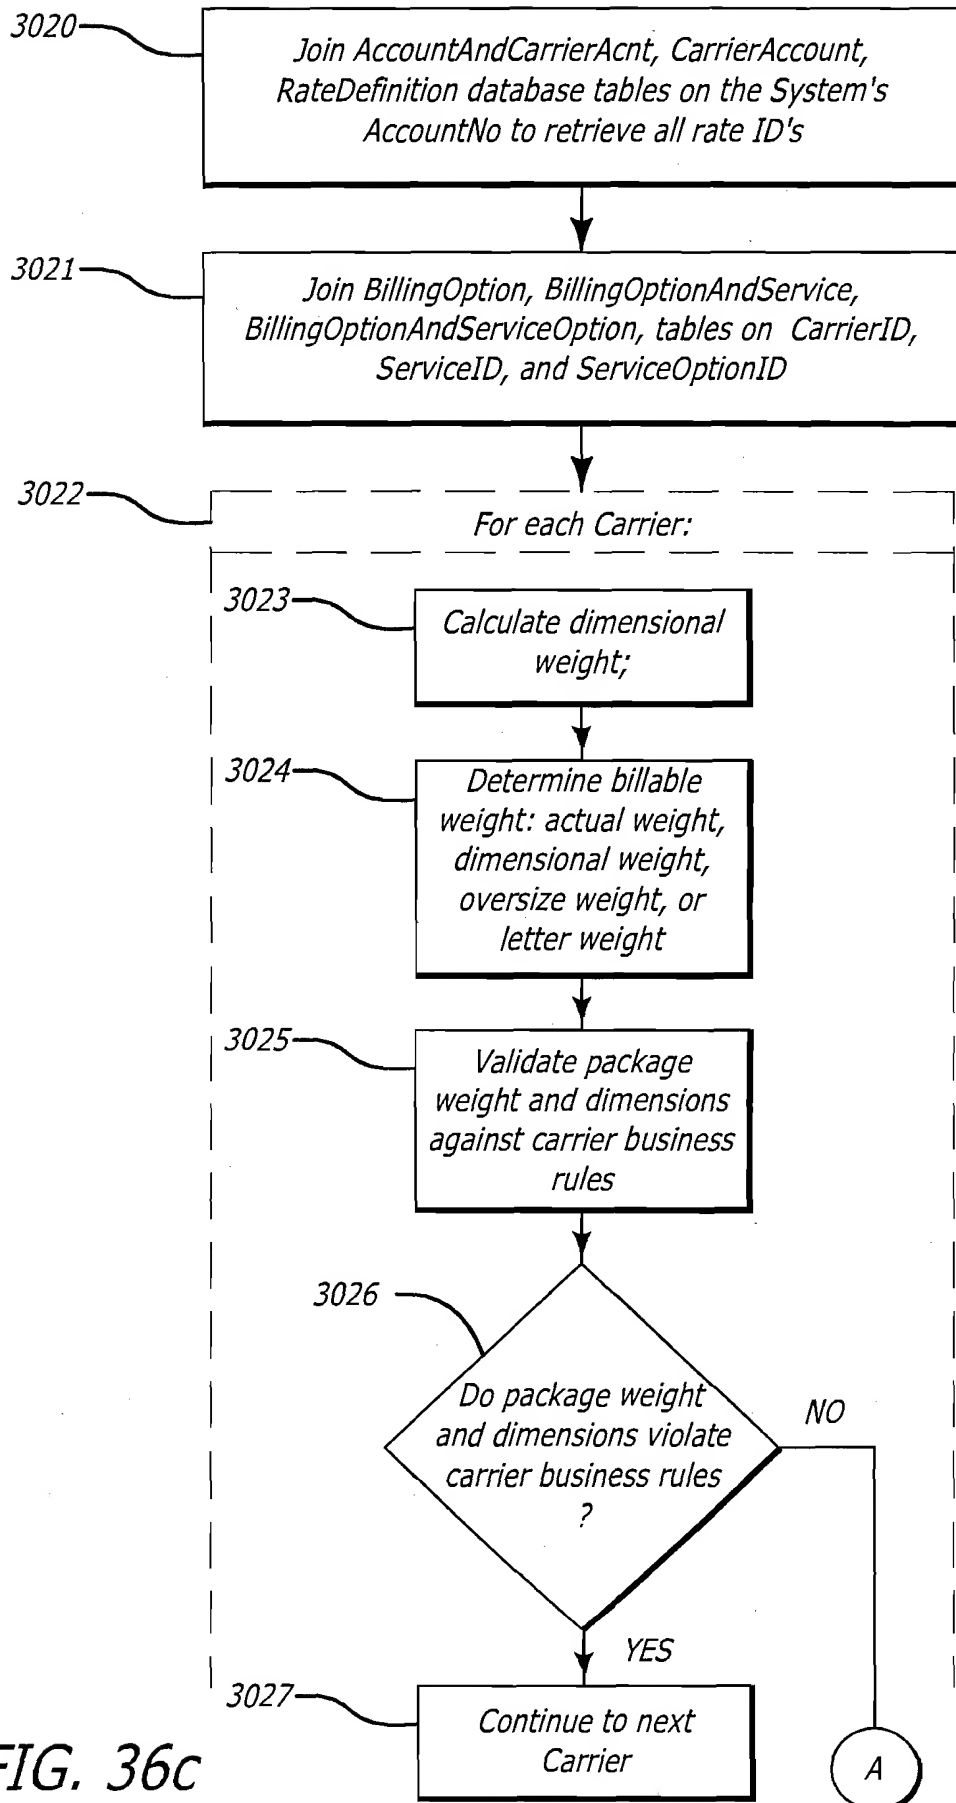 3020
Join AccountAndCarrierAcnt, CarrierAccount,
RateDefinition database tables on the System's
AccountNo to retrieve all rate ID's
3021
Join BillingOption, BillingOptionAndService,
BillingOptionAndServiceOption, tables on CarrierID,
ServiceID, and ServiceOptionID
3022
For each Carrier:
3023
Calculate dimensional
weight;
3024
Determine billable
weight: actual weight,
dimensional weight,
oversize weight, or
letter weight
3025
Validate package
weight and dimensions
against carrier business
rules
3026
Do package weight
and dimensions violate
carrier business rules
?
NO
YES
3027
Continue to next
Carrier
A
FIG. 36c